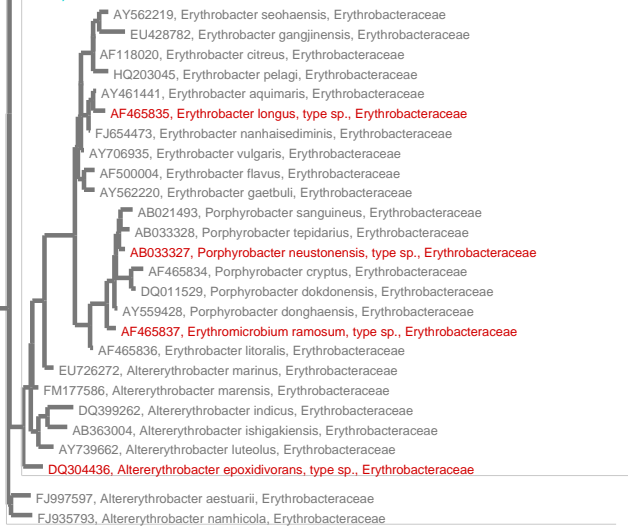 AY562219, Erythrobacter seohaensis, Erythrobacteraceae
EU428782, Erythrobacter gangjinensis, Erythrobacteraceae
AF118020, Erythrobacter citreus, Erythrobacteraceae
HQ203045, Erythrobacter pelagi, Erythrobacteraceae
AY461441, Erythrobacter aquimaris, Erythrobacteraceae
AF465835, Erythrobacter longus, type sp., Erythrobacteraceae
FJ654473, Erythrobacter nanhaisediminis, Erythrobacteraceae
AY706935, Erythrobacter vulgaris, Erythrobacteraceae
AF500004, Erythrobacter flavus, Erythrobacteraceae
AY562220, Erythrobacter gaetbuli, Erythrobacteraceae
AB021493, Porphyrobacter sanguineus, Erythrobacteraceae
AB033328, Porphyrobacter tepidarius, Erythrobacteraceae
AB033327, Porphyrobacter neustonensis, type sp., Erythrobacteraceae
AF465834, Porphyrobacter cryptus, Erythrobacteraceae
DQ011529, Porphyrobacter dokdonensis, Erythrobacteraceae
AY559428, Porphyrobacter donghaensis, Erythrobacteraceae
AF465837, Erythromicrobium ramosum, type sp., Erythrobacteraceae
AF465836, Erythrobacter litoralis, Erythrobacteraceae
EU726272, Altererythrobacter marinus, Erythrobacteraceae
FM177586, Altererythrobacter marensis, Erythrobacteraceae
DQ399262, Altererythrobacter indicus, Erythrobacteraceae
AB363004, Altererythrobacter ishigakiensis, Erythrobacteraceae
AY739662, Altererythrobacter luteolus, Erythrobacteraceae
DQ304436, Altererythrobacter epoxidivorans, type sp., Erythrobacteraceae
FJ997597, Altererythrobacter aestuarii, Erythrobacteraceae
FJ935793, Altererythrobacter namhicola, Erythrobacteraceae